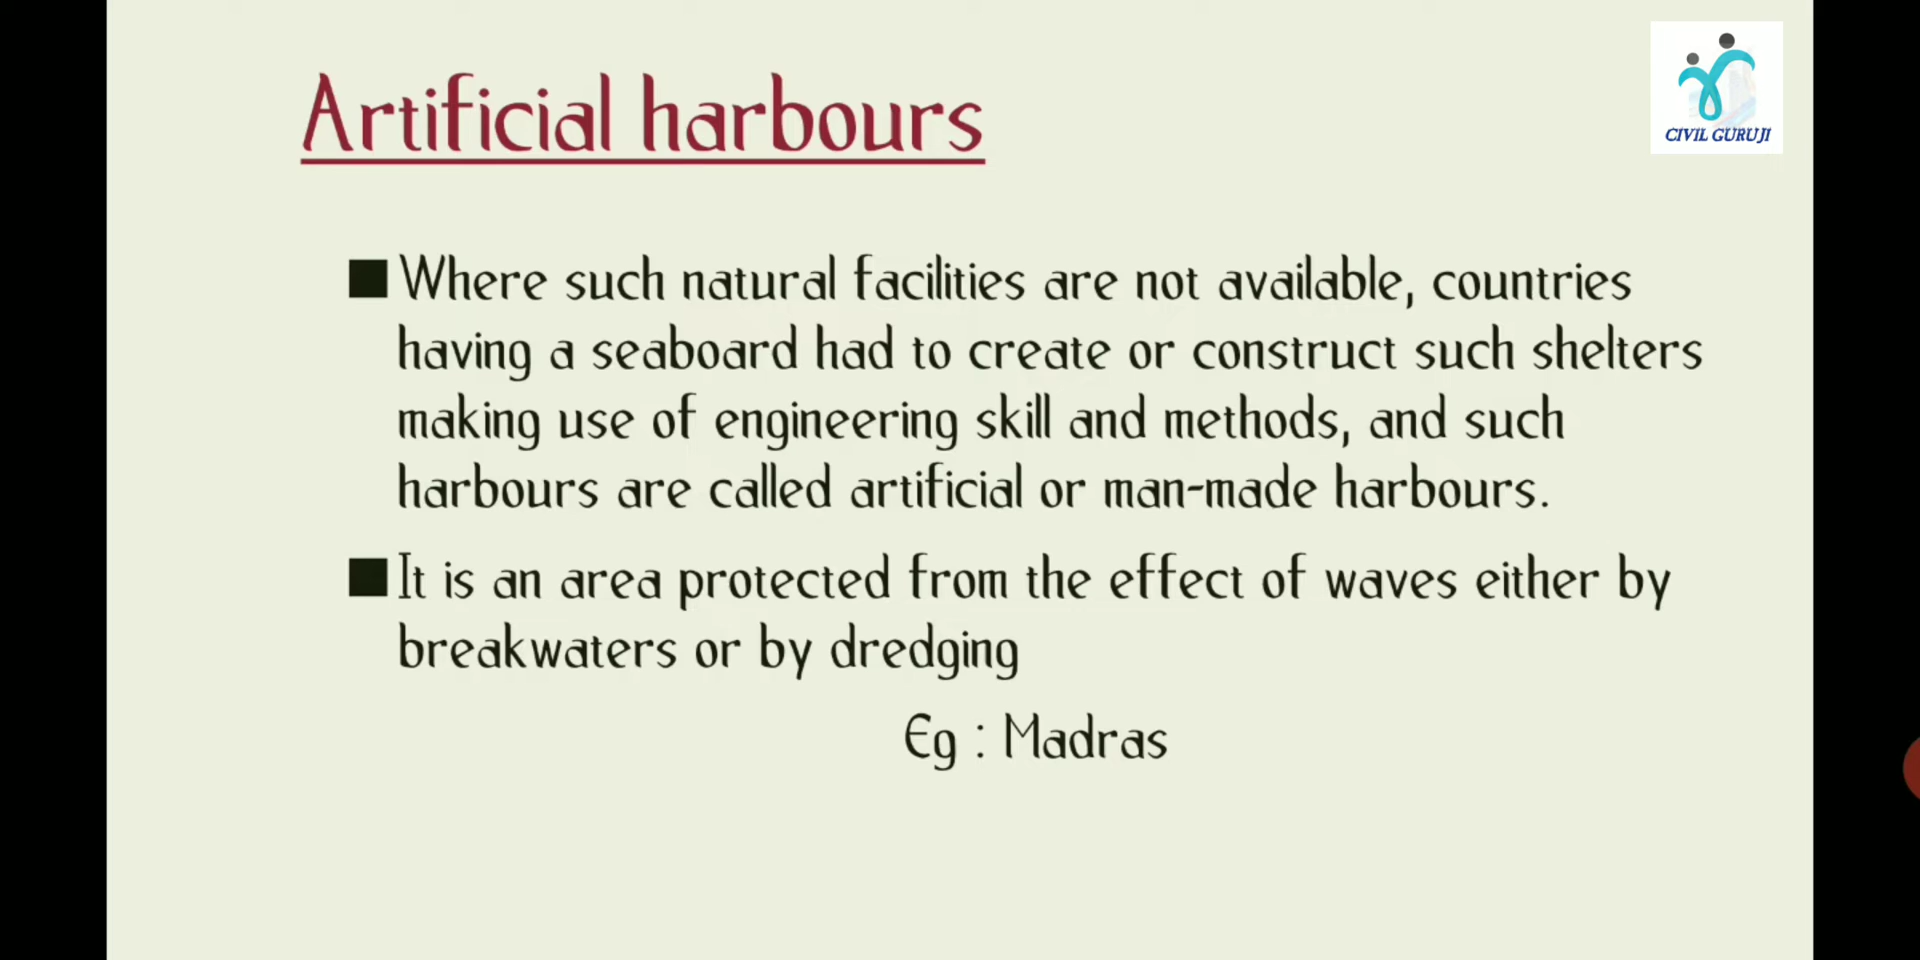 Artificial harbours
CIVIL GURUJI
■Where such natural facilities are not available, countries
having a seaboard had to create or construct such shelters
making use of engineering skill and methods, and such
harbours are called artificial or man-made harbours.
■It is an area protected from the effect of waves either by
breakwaters or by dredging
Eg : Madras